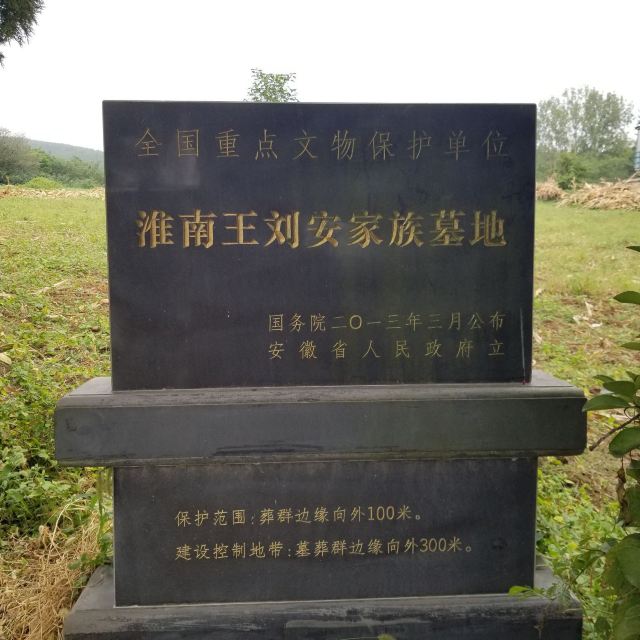 全国重点文物保护单位
淮南王刘安家族墓地
国务院二〇一三年三月公布
安徽省人民政府立
保护范围:葬群边缘向外100米。
建设控制地带:墓葬群边缘向外300米。